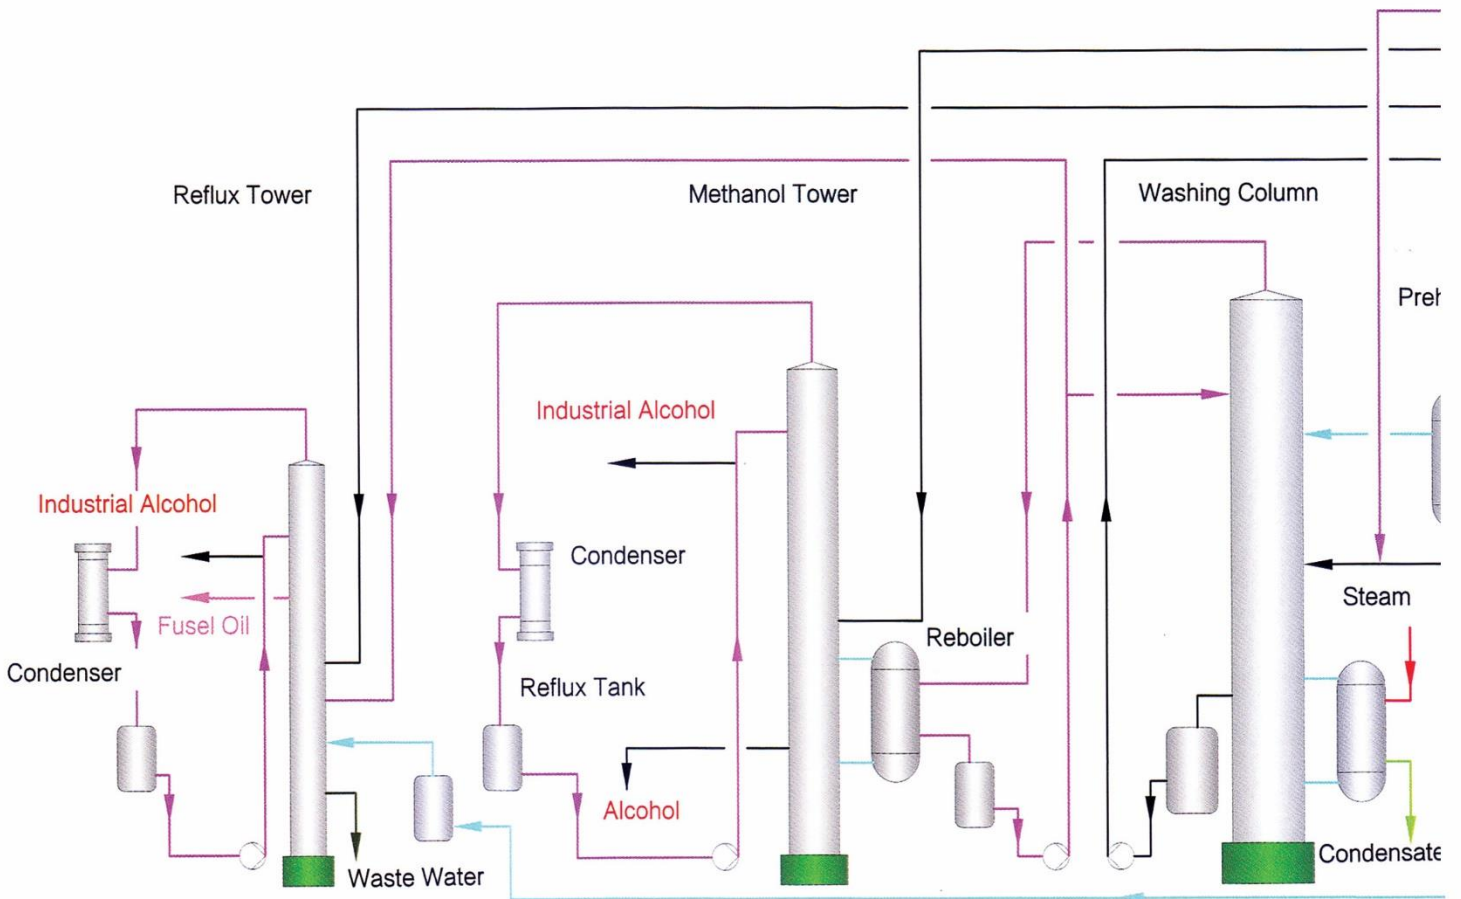 Reflux Tower
Methanol Tower
Washing Column
Preh
Industrial Alcohol
Industrial Alcohol
Condenser
Steam
Fusel Oil
Reboiler
Condenser
Reflux Tank
Alcohol
Condensate
Waste Water